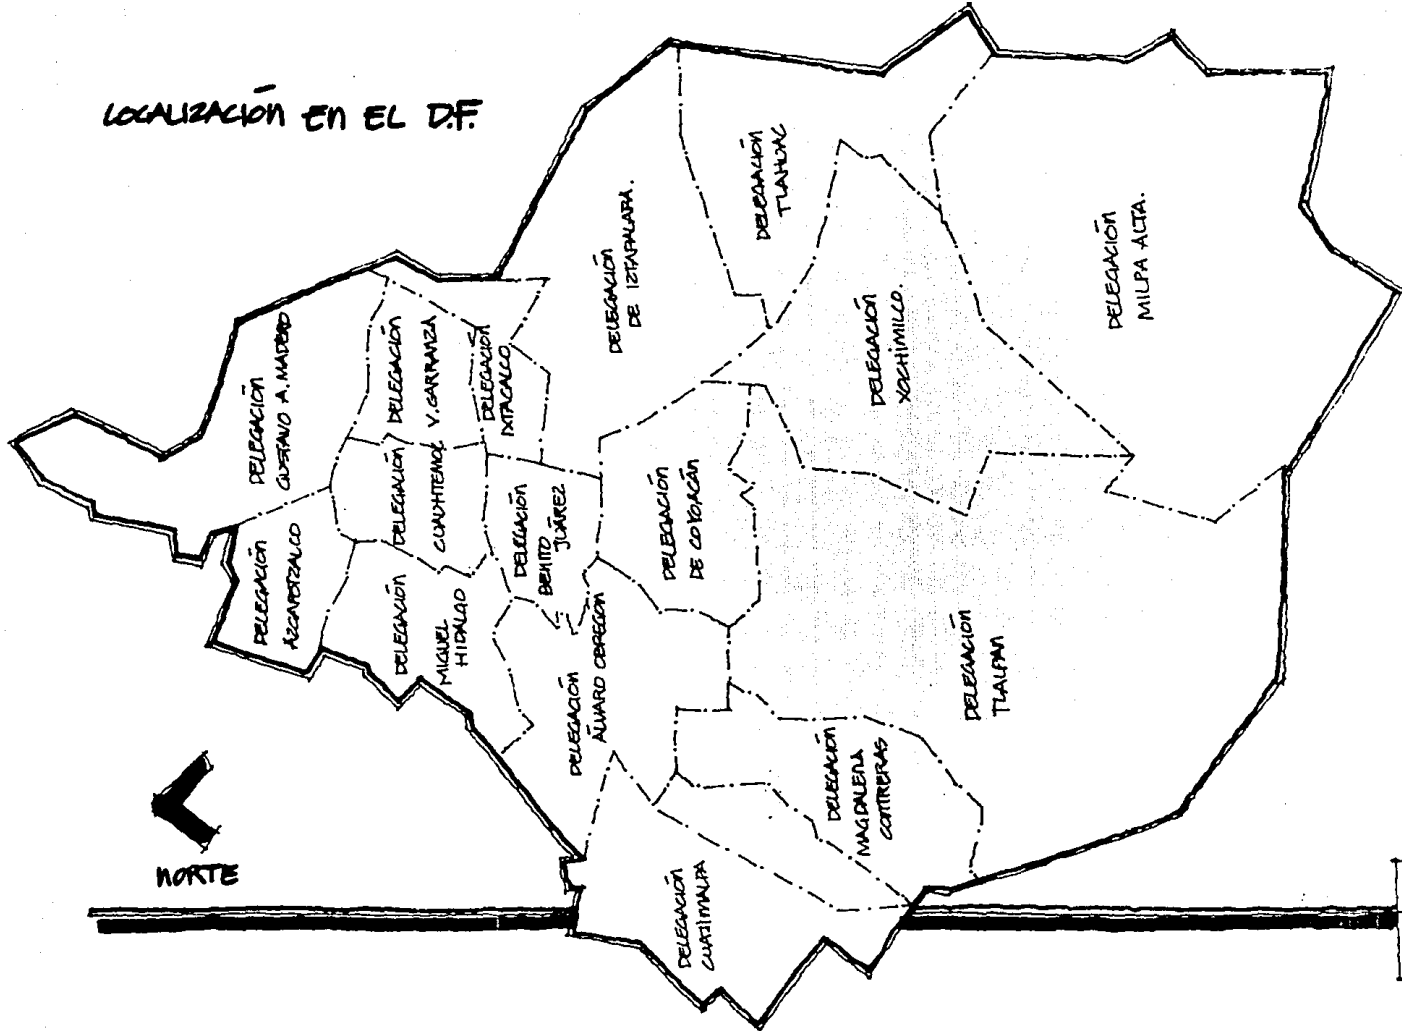 LOCALIZACIÓN EN EL D.F.
DELEGACIÓN
GUSTAVO A. MADERO
DELEGACIÓN
AZCAPOTZALCO
DELEGACIÓN
V. CARRANZA
DELEGACIÓN
IXTACALCO
DELEGACIÓN
CUAUHTEMOC
DELEGACIÓN
MIGUEL
HIDALGO
DELEGACIÓN
BENITO
JUÁREZ
DELEGACIÓN
DE IZTAPALAPA.
DELEGACIÓN
TLAHUAC
DELEGACIÓN
XOCHIMILCO.
DELEGACIÓN
MILPA ALTA.
DELEGACIÓN
DE COYOACÁN
DELEGACIÓN
ÁLVARO OBREGON
DELEGACIÓN
TLALPAN
DELEGACIÓN
MAGDALENA
CONTRERAS
DELEGACIÓN
CUAJIMALPA
NORTE